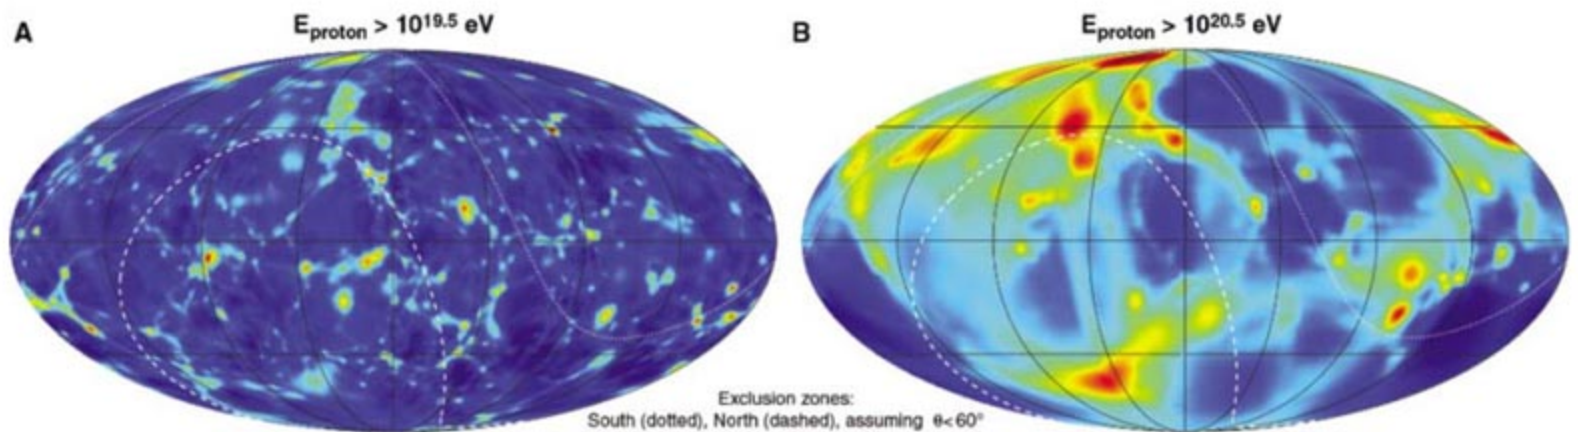 A
E_proton > 10^19.5 eV
B
E_proton > 10^20.5 eV
Exclusion zones:
South (dotted), North (dashed), assuming θ<60°